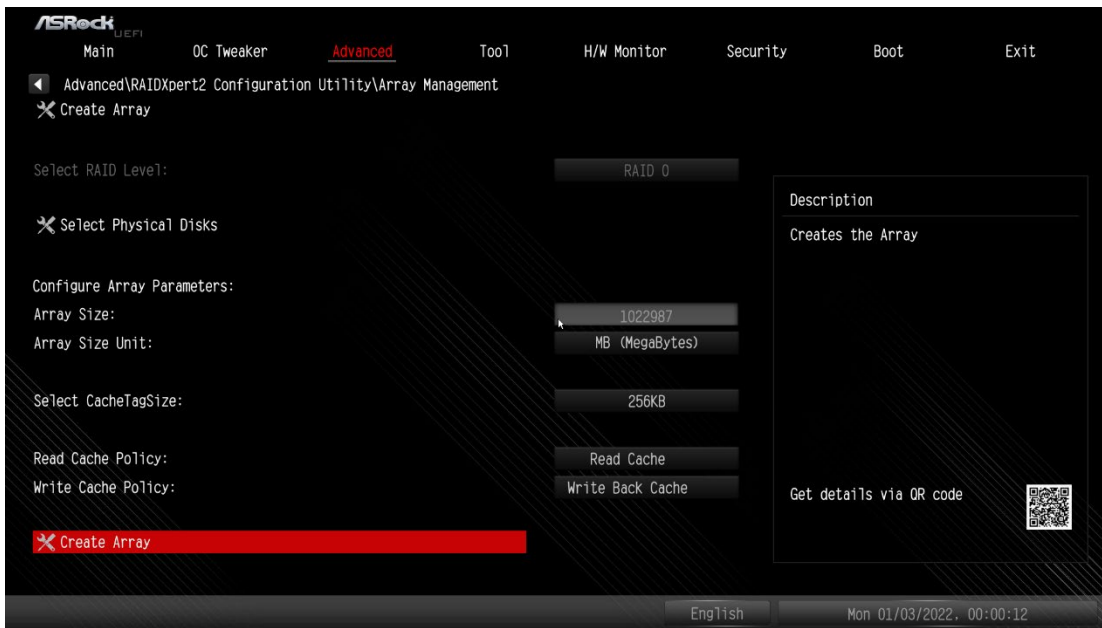 ASRock UEFI
Main OC Tweaker Advanced Tool H/W Monitor Security Boot Exit
Advanced\RAIDXpert2 Configuration Utility\Array Management
Create Array
Select RAID Level: RAID 0
Select Physical Disks
Configure Array Parameters:
Array Size: 1022987
Array Size Unit: MB (MegaBytes)
Select CacheTagSize: 256KB
Read Cache Policy: Read Cache
Write Cache Policy: Write Back Cache
Create Array
Description
Creates the Array
Get details via QR code
English Mon 01/03/2022, 00:00:12